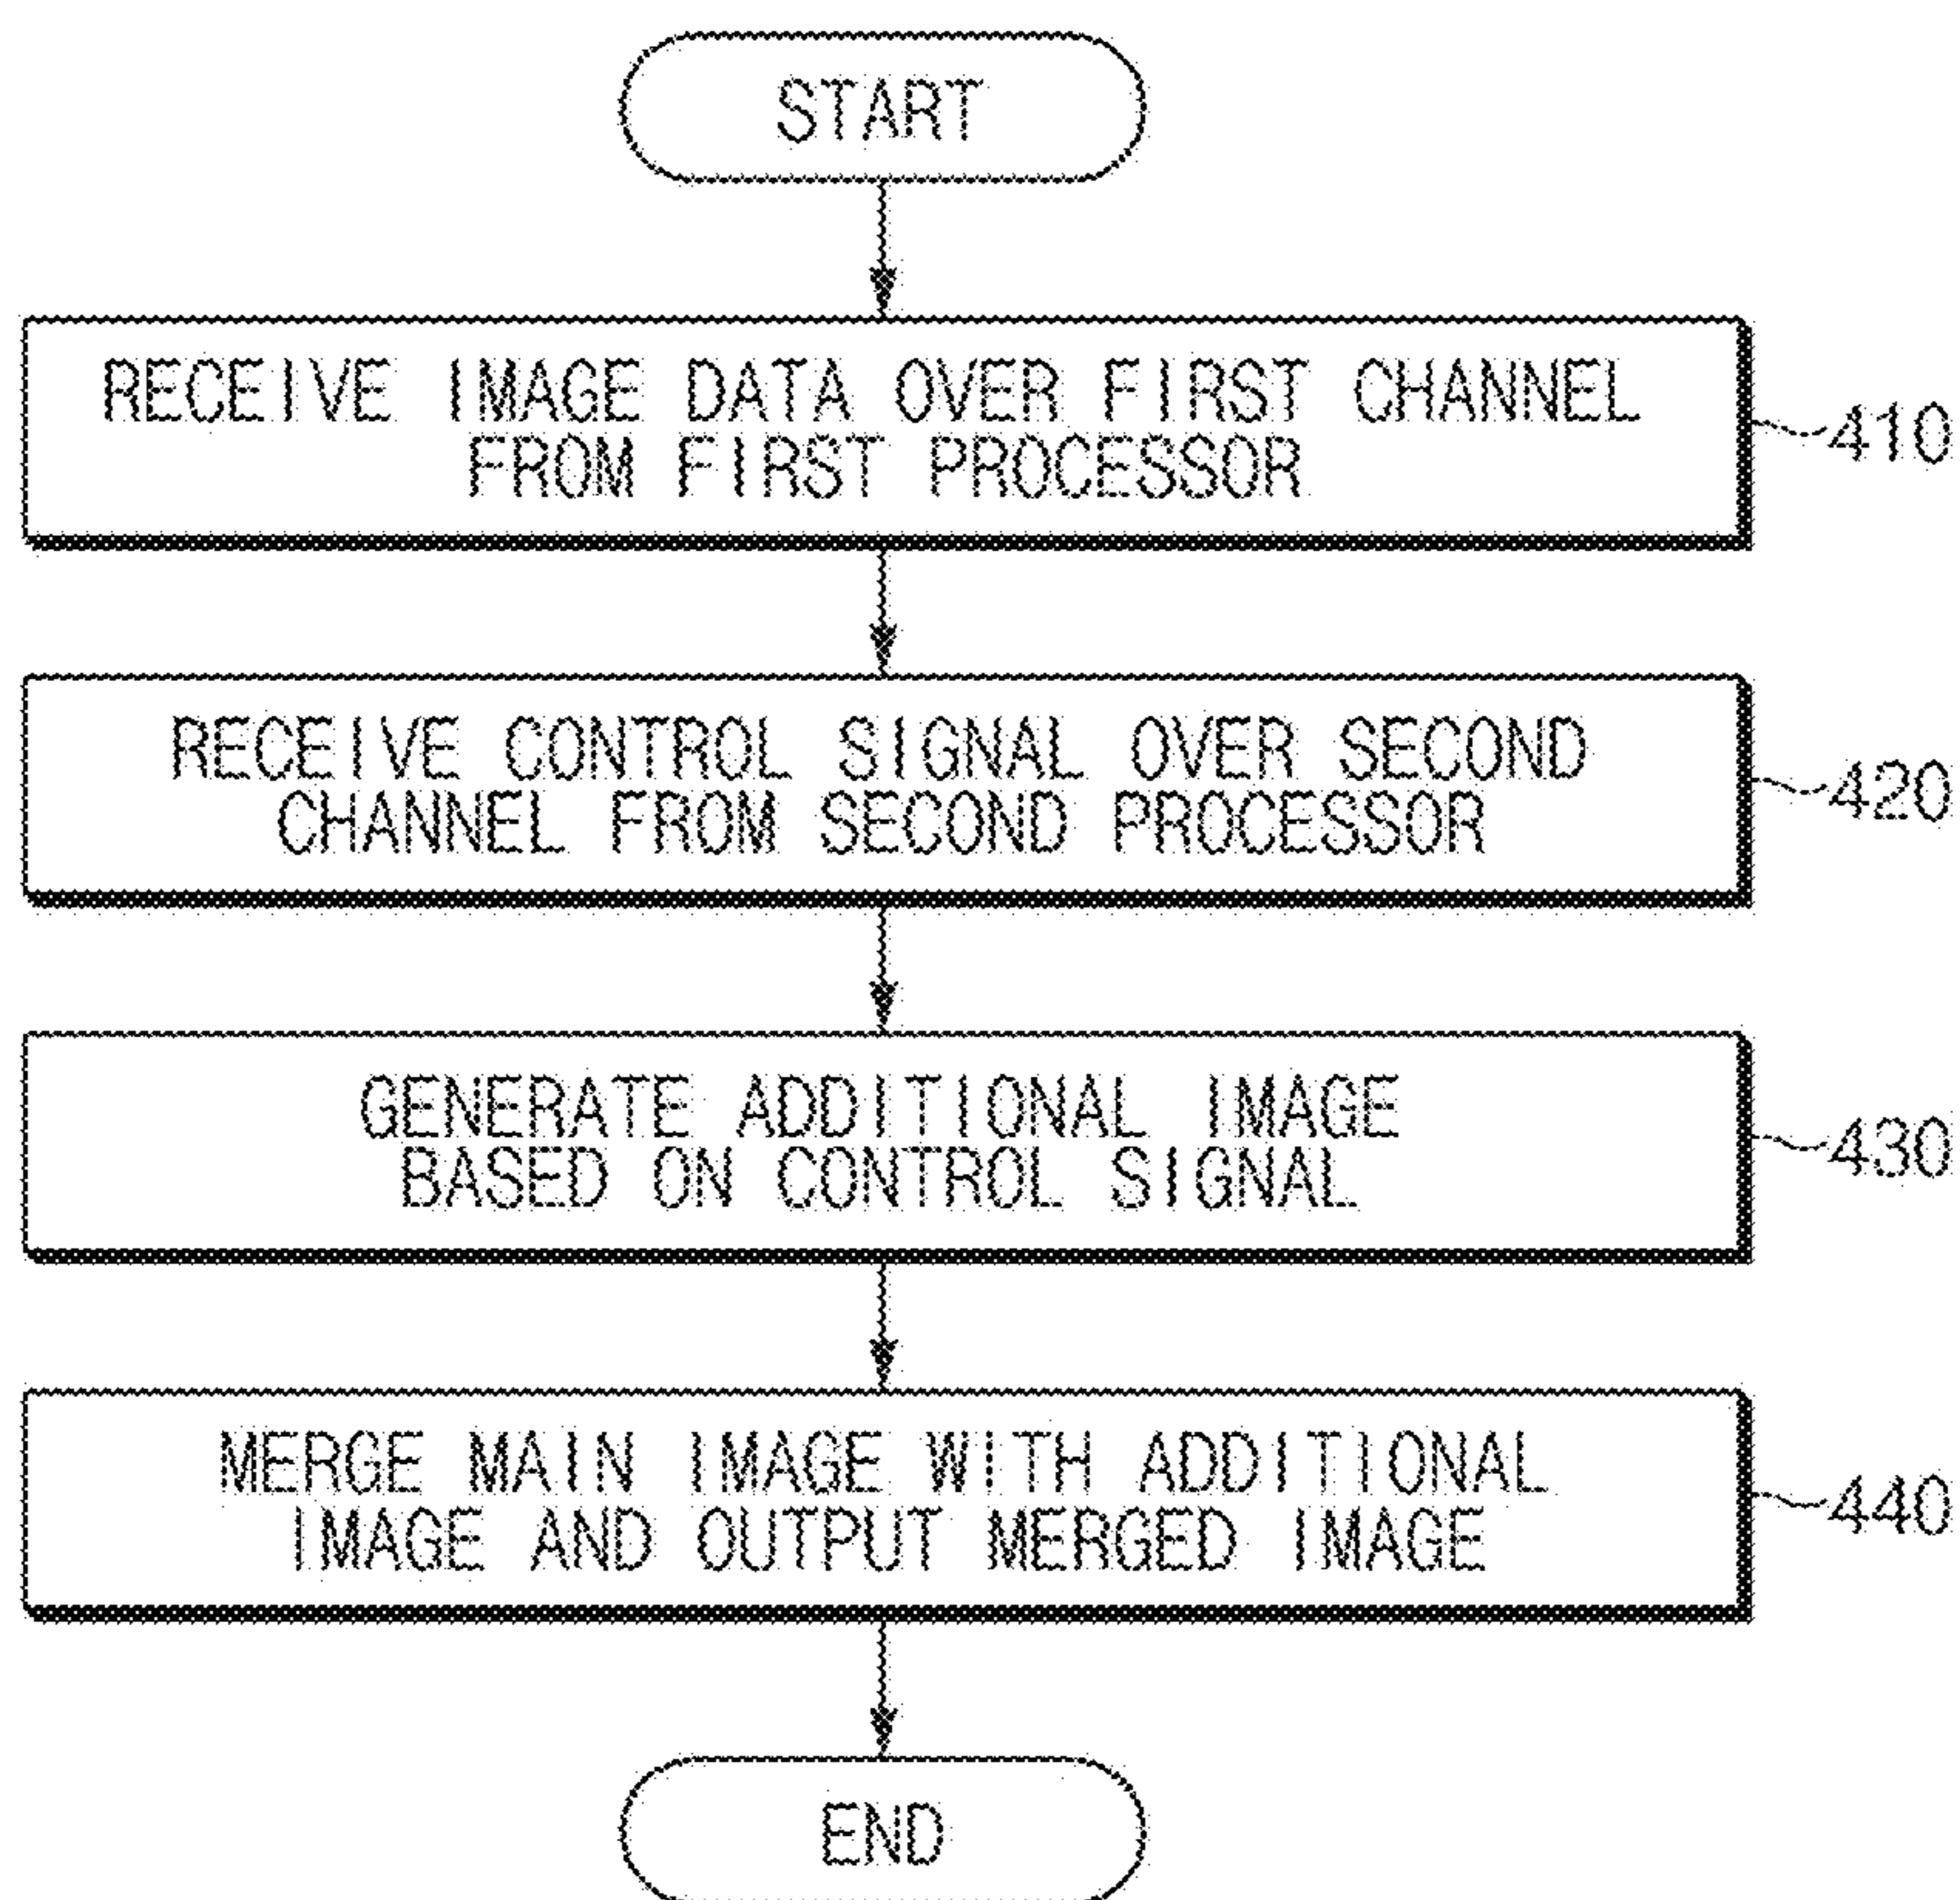 START
RECEIVE IMAGE DATA OVER FIRST CHANNEL
FROM FIRST PROCESSOR
410
RECEIVE CONTROL SIGNAL OVER SECOND
CHANNEL FROM SECOND PROCESSOR
420
GENERATE ADDITIONAL IMAGE
BASED ON CONTROL SIGNAL
430
MERGE MAIN IMAGE WITH ADDITIONAL
IMAGE AND OUTPUT MERGED IMAGE
440
END